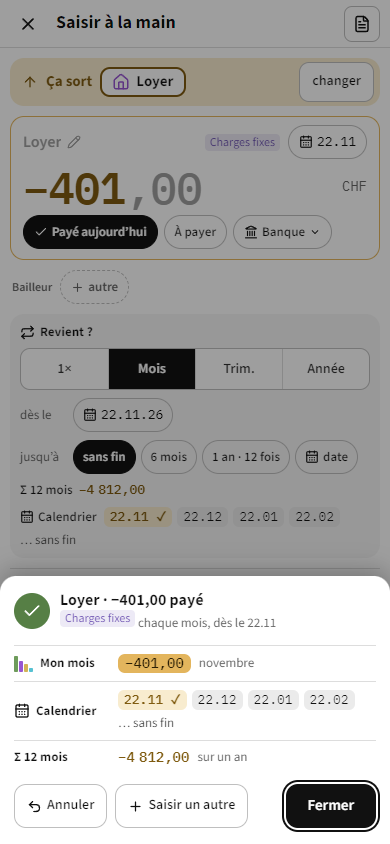 Saisir à la main
Ça sort Loyer changer
Loyer Charges fixes 22.11
−401,00 CHF
Payé aujourd’hui À payer Banque
Bailleur autre
Revient ?
1× Mois Trim. Année
dès le 22.11.26
jusqu’à sans fin 6 mois 1 an · 12 fois date
Σ 12 mois −4 812,00
Calendrier 22.11 ✓ 22.12 22.01 22.02
… sans fin
Loyer · −401,00 payé
Charges fixes chaque mois, dès le 22.11
Mon mois −401,00 novembre
Calendrier 22.11 ✓ 22.12 22.01 22.02
… sans fin
Σ 12 mois −4 812,00 sur un an
Annuler Saisir un autre Fermer